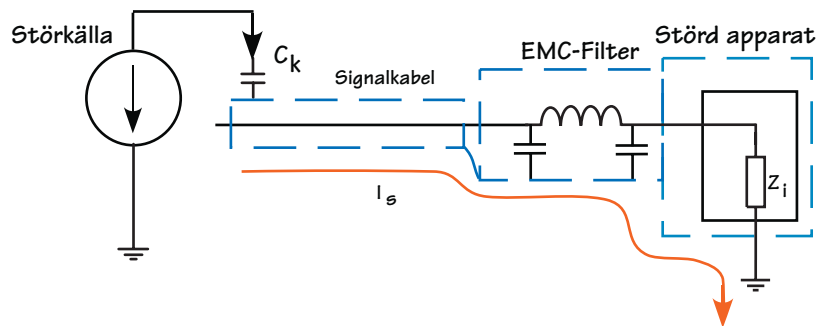 Störkälla
Ck
Signalkabel
EMC-Filter
Störd apparat
Is
Zi